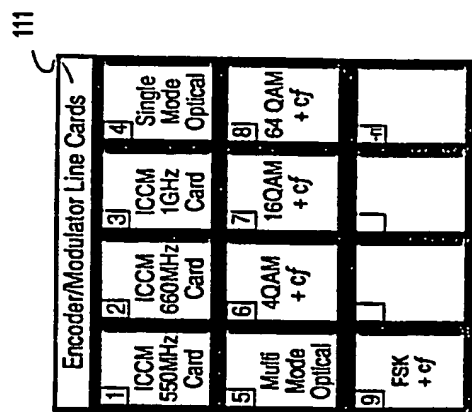 111
Encoder/Modulator Line Cards
1
ICCM
550MHz
Card
2
ICCM
660MHz
Card
3
ICCM
1GHz
Card
4
Single
Mode
Optical
5
Multi
Mode
Optical
6
4QAM
+ cf
7
16QAM
+ cf
8
64 QAM
+ cf
9
FSK
+ cf
-n